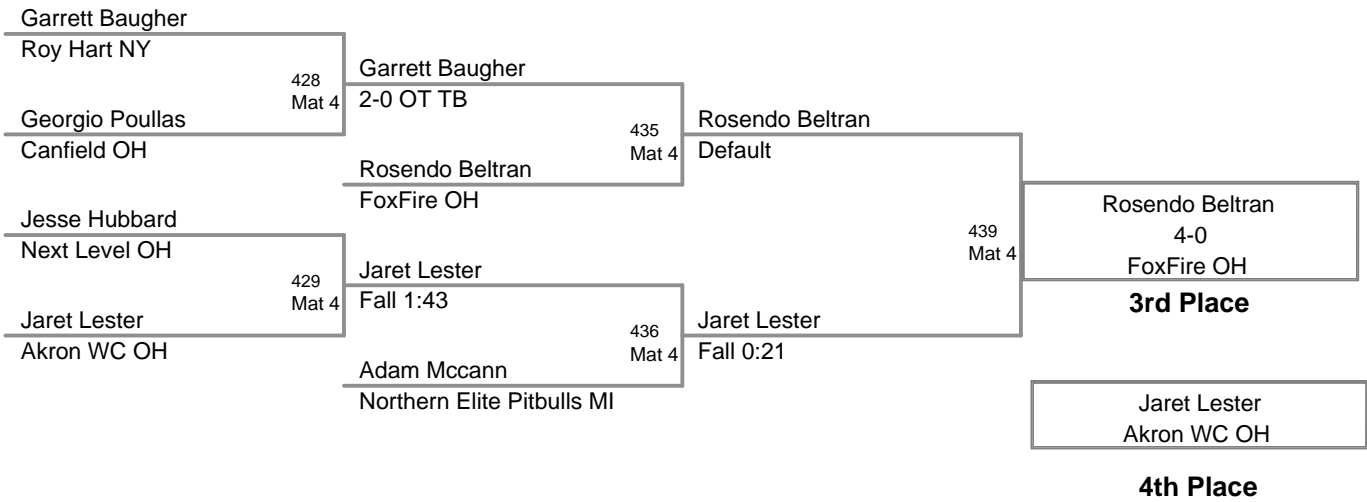 Garrett Baugher
Roy Hart NY
428
Mat 4
Georgio Poullas
Canfield OH
Garrett Baugher
2-0 OT TB
435
Mat 4
Rosendo Beltran
FoxFire OH
Rosendo Beltran
Default
Jesse Hubbard
Next Level OH
429
Mat 4
Jaret Lester
Akron WC OH
Jaret Lester
Fall 1:43
436
Mat 4
Adam Mccann
Northern Elite Pitbulls MI
Jaret Lester
Fall 0:21
439
Mat 4
Rosendo Beltran
4-0
FoxFire OH
3rd Place
Jaret Lester
Akron WC OH
4th Place